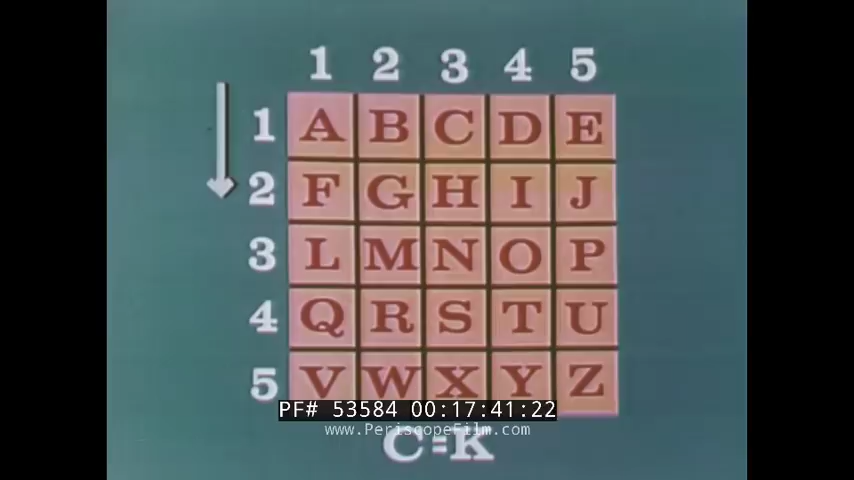 1 2 3 4 5
1 A B C D E
2 F G H I J
3 L M N O P
4 Q R S T U
5 V W X Y Z
PF# 53584 00:17:41:22
www.PeriscopeFilm.com
C=K